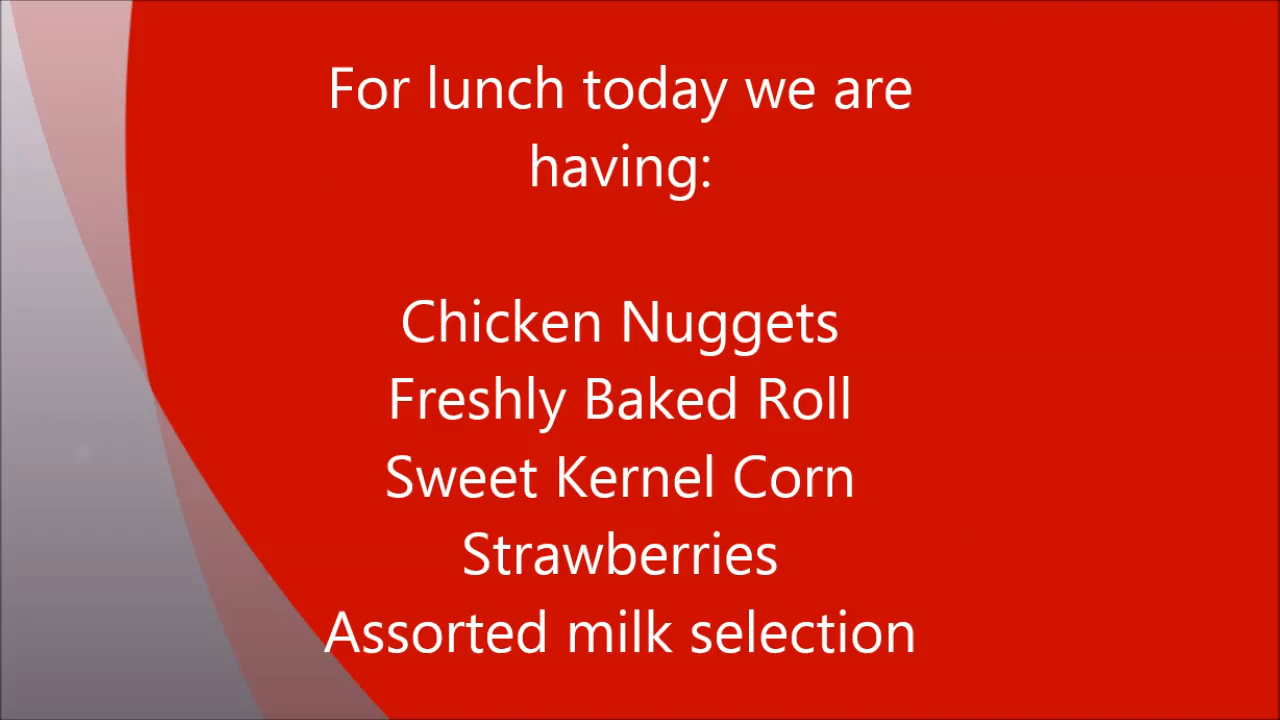 For lunch today we are
having:
Chicken Nuggets
Freshly Baked Roll
Sweet Kernel Corn
Strawberries
Assorted milk selection